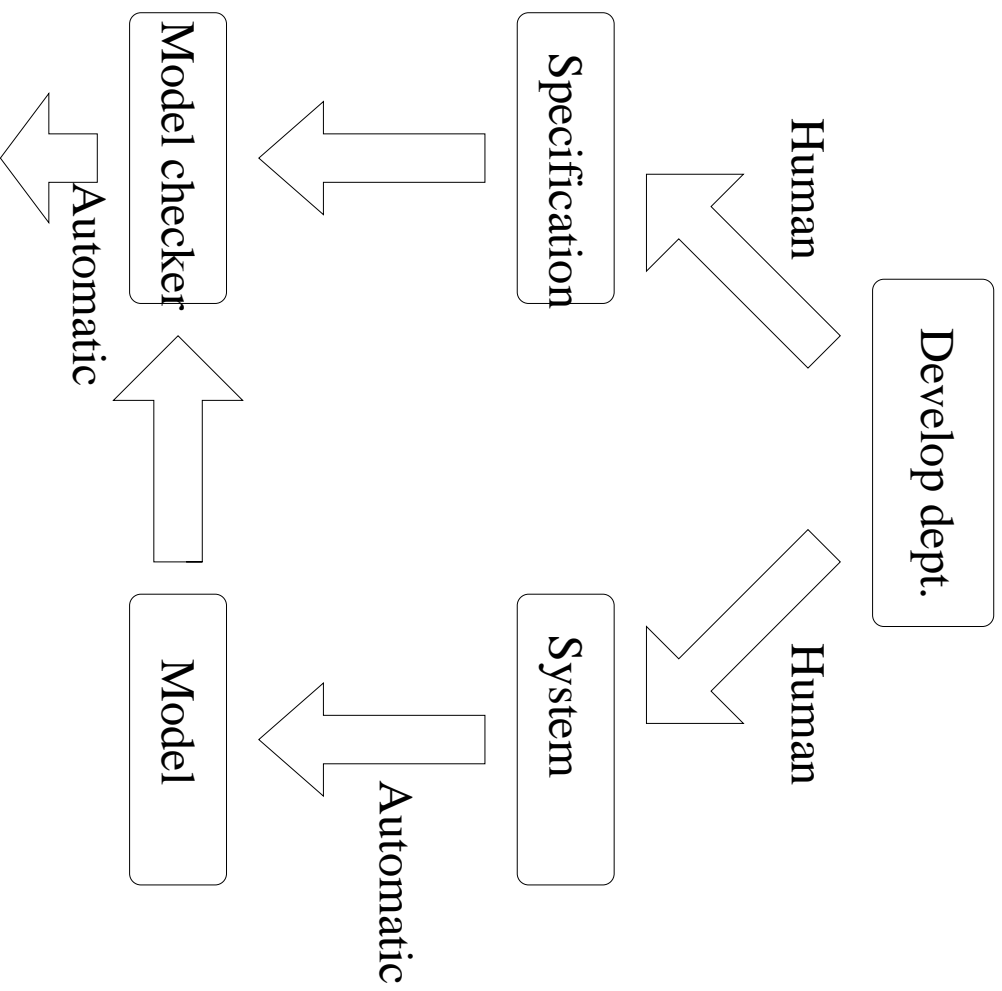 Develop dept.
Human
Human
Specification
System
Automatic
Model checker
Model
Automatic